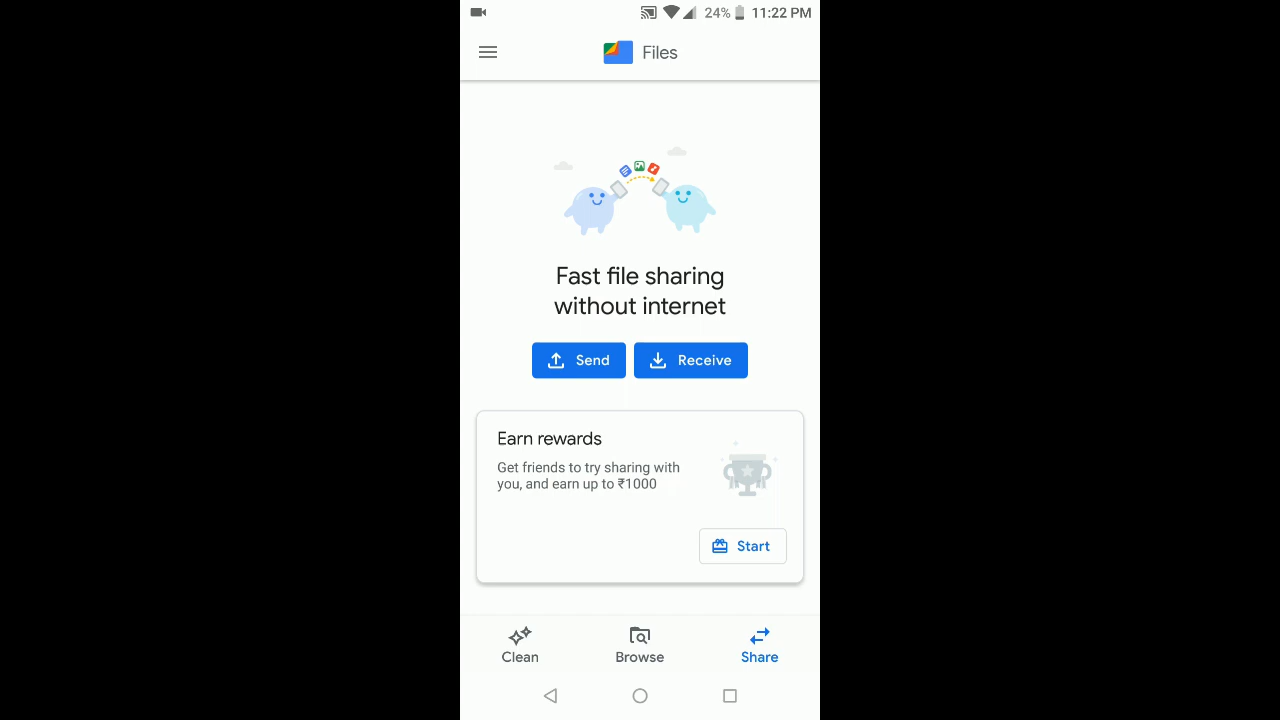 24% 11:22 PM
Files
Fast file sharing
without internet
Send Receive
Earn rewards
Get friends to try sharing with
you, and earn up to ₹1000
Start
Clean Browse Share